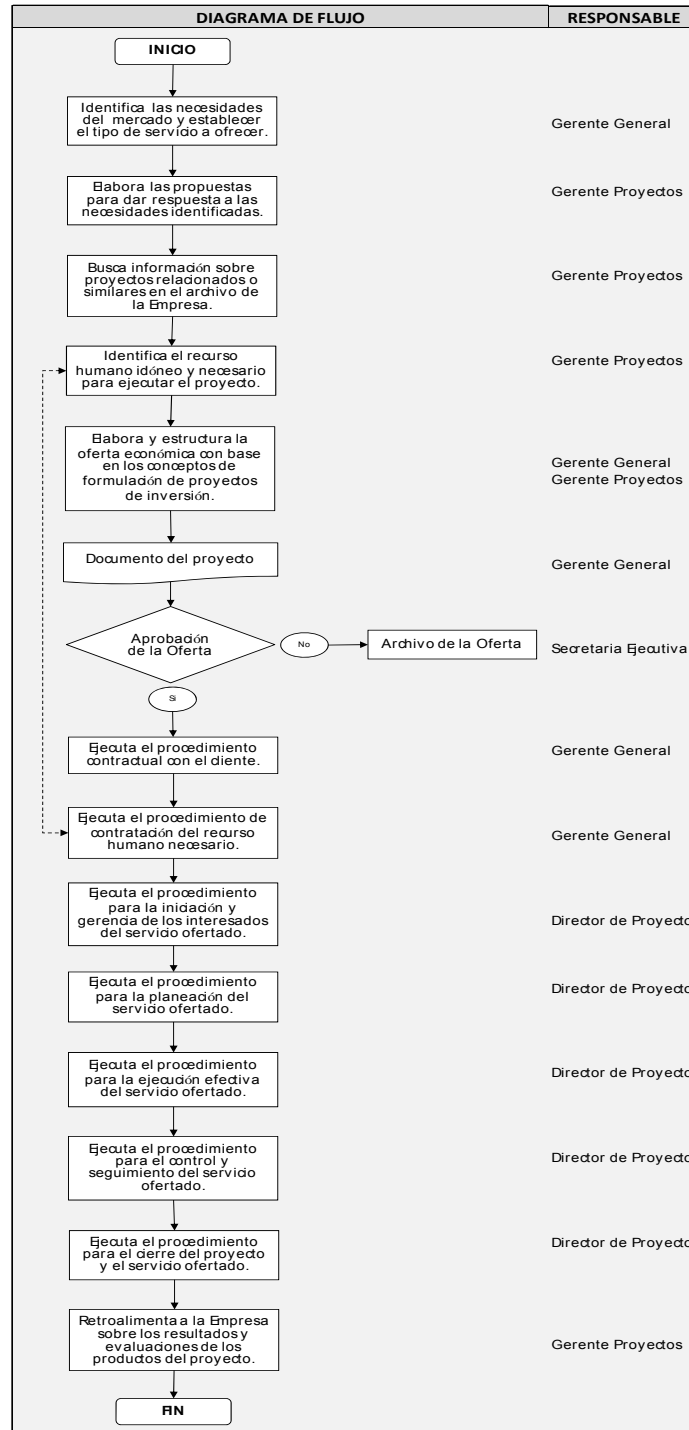 DIAGRAMA DE FLUJO
RESPONSABLE
INICIO
Identifica las necesidades
del mercado y establecer
el tipo de servicio a ofrecer.
Gerente General
Elabora las propuestas
para dar respuesta a las
necesidades identificadas.
Gerente Proyectos
Busca información sobre
proyectos relacionados o
similares en el archivo de
la Empresa.
Gerente Proyectos
Identifica el recurso
humano idóneo y necesario
para ejecutar el proyecto.
Gerente Proyectos
Elabora y estructura la
oferta económica con base
en los conceptos de
formulación de proyectos
de inversión.
Gerente General
Gerente Proyectos
Documento del proyecto
Gerente General
Aprobación
de la Oferta
No
Archivo de la Oferta
Secretaria Ejecutiva
Si
Ejecuta el procedimiento
contractual con el cliente.
Gerente General
Ejecuta el procedimiento de
contratación del recurso
humano necesario.
Gerente General
Ejecuta el procedimiento
para la iniciación y
gerencia de los interesados
del servicio ofertado.
Director de Proyecto
Ejecuta el procedimiento
para la planeación del
servicio ofertado.
Director de Proyecto
Ejecuta el procedimiento
para la ejecución efectiva
del servicio ofertado.
Director de Proyecto
Ejecuta el procedimiento
para el control y
seguimiento del servicio
ofertado.
Director de Proyecto
Ejecuta el procedimiento
para el cierre del proyecto
y el servicio ofertado.
Director de Proyecto
Retroalimenta a la Empresa
sobre los resultados y
evaluaciones de los
productos del proyecto.
Gerente Proyectos
FIN